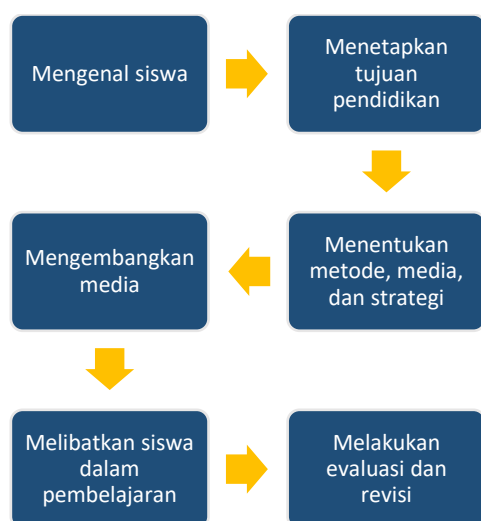 Mengenal siswa
Menetapkan
tujuan
pendidikan
Menentukan
metode, media,
dan strategi
Mengembangkan
media
Melibatkan siswa
dalam
pembelajaran
Melakukan
evaluasi dan
revisi